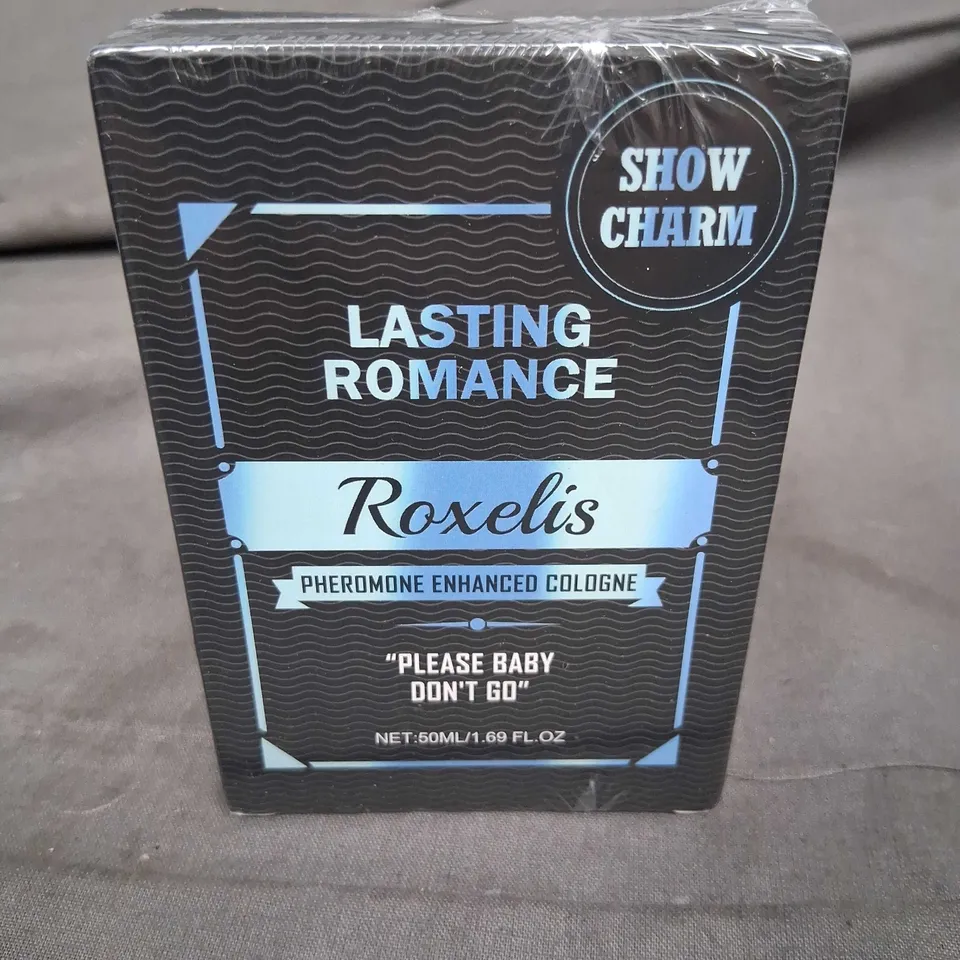 SHOW
CHARM
LASTING
ROMANCE
Roxelis
PHEROMONE ENHANCED COLOGNE
“PLEASE BABY
DON'T GO”
NET:50ML/1.69 FL.OZ